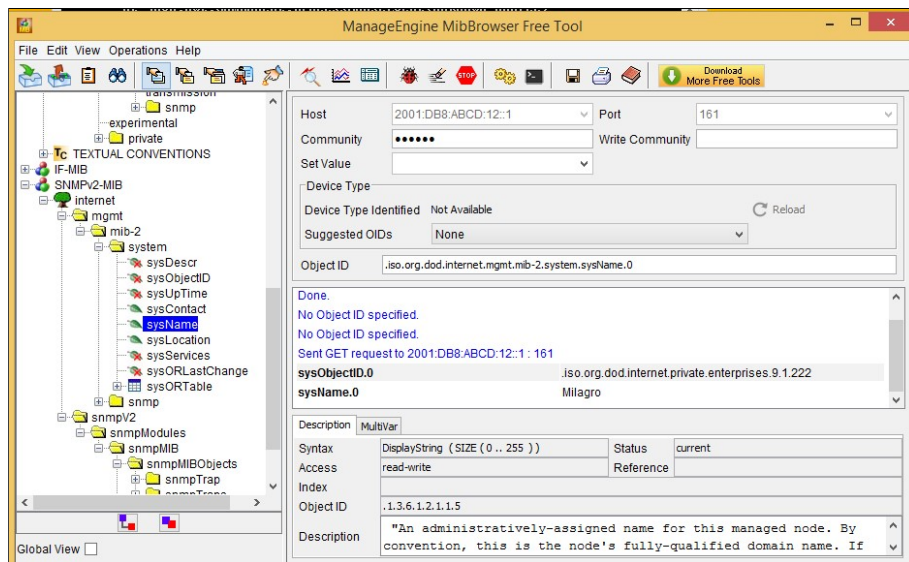 ManageEngine MibBrowser Free Tool
File Edit View Operations Help
Download
More Free Tools
transmission
snmp
experimental
private
Tc TEXTUAL CONVENTIONS
IF-MIB
SNMPv2-MIB
internet
mgmt
mib-2
system
sysDescr
sysObjectID
sysUpTime
sysContact
sysName
sysLocation
sysServices
sysORLastChange
sysORTable
snmp
snmpV2
snmpModules
snmpMIB
snmpMIBObjects
snmpTrap
Global View
Host 2001:DB8:ABCD:12::1 Port 161
Community ●●●●●● Write Community
Set Value
Device Type
Device Type Identified Not Available Reload
Suggested OIDs None
Object ID .iso.org.dod.internet.mgmt.mib-2.system.sysName.0
Done.
No Object ID specified.
No Object ID specified.
Sent GET request to 2001:DB8:ABCD:12::1 : 161
sysObjectID.0 .iso.org.dod.internet.private.enterprises.9.1.222
sysName.0 Milagro
Description MultiVar
Syntax DisplayString ( SIZE ( 0 .. 255 ) ) Status current
Access read-write Reference
Index
Object ID .1.3.6.1.2.1.1.5
Description "An administratively-assigned name for this managed node. By
convention, this is the node's fully-qualified domain name. If